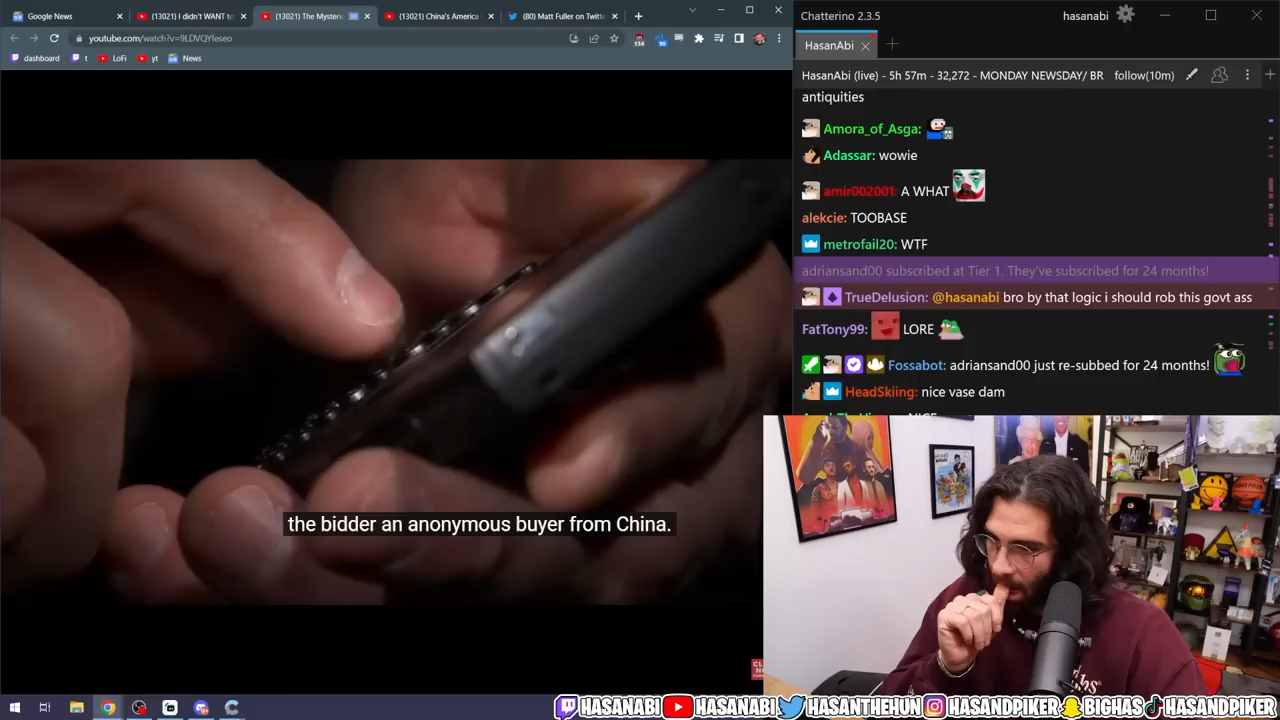 Google News
(13021) I didn't WANT to
(13021) The Mysteri
(13021) China's America
(80) Matt Fuller on Twitte
youtube.com/watch?v=9LDVQYfeseo
134
90
dashboard
t
LoFi
yt
News
the bidder an anonymous buyer from China.
Chatterino 2.3.5
hasanabi
HasanAbi
HasanAbi (live) - 5h 57m - 32,272 - MONDAY NEWSDAY/ BR
follow(10m)
antiquities
Amora_of_Asga:
Adassar: wowie
amir002001: A WHAT
alekcie: TOOBASE
metrofail20: WTF
adriansand00 subscribed at Tier 1. They've subscribed for 24 months!
TrueDelusion: @hasanabi bro by that logic i should rob this govt ass
FatTony99: LORE
Fossabot: adriansand00 just re-subbed for 24 months!
HeadSkiing: nice vase dam
HASANABI
HASANABI
HASANTHEHUN
HASANDPIKER
BIGHAS
HASANDPIKER